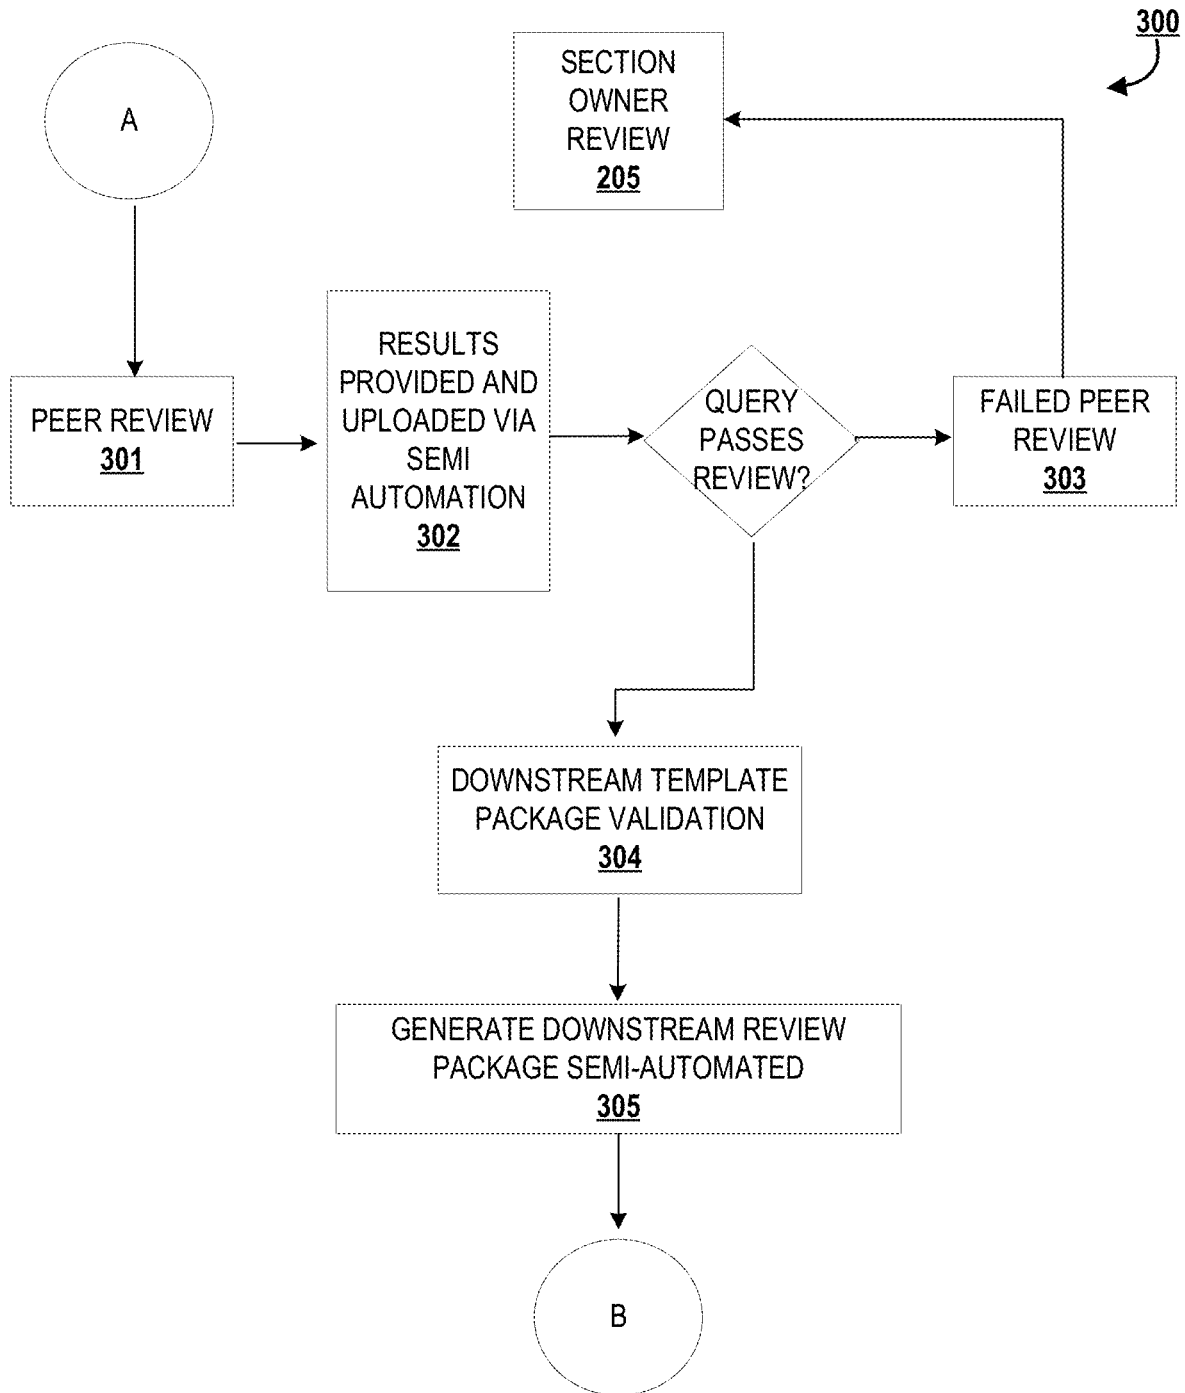 300
A
SECTION
OWNER
REVIEW
205
PEER REVIEW
301
RESULTS
PROVIDED AND
UPLOADED VIA
SEMI
AUTOMATION
302
QUERY
PASSES
REVIEW?
FAILED PEER
REVIEW
303
DOWNSTREAM TEMPLATE
PACKAGE VALIDATION
304
GENERATE DOWNSTREAM REVIEW
PACKAGE SEMI-AUTOMATED
305
B